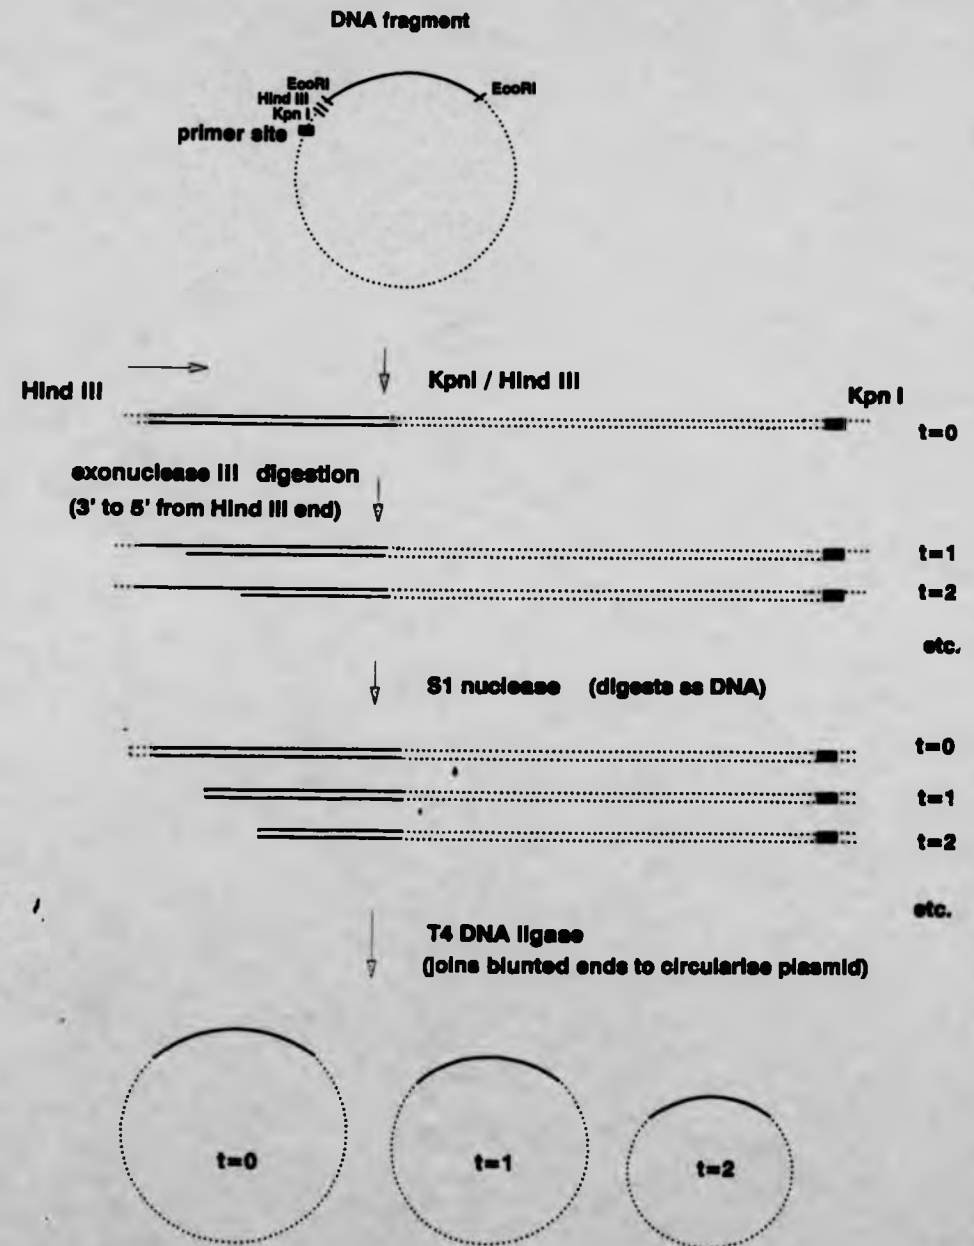 DNA fragment
EcoRI
EcoRI
Hind III
Kpn I
primer site
Hind III
KpnI / Hind III
Kpn I
t=0
exonuclease III digestion
(3' to 5' from Hind III end)
t=1
t=2
etc.
S1 nuclease (digests ss DNA)
t=0
t=1
t=2
etc.
T4 DNA ligase
(joins blunted ends to circularise plasmid)
t=0
t=1
t=2